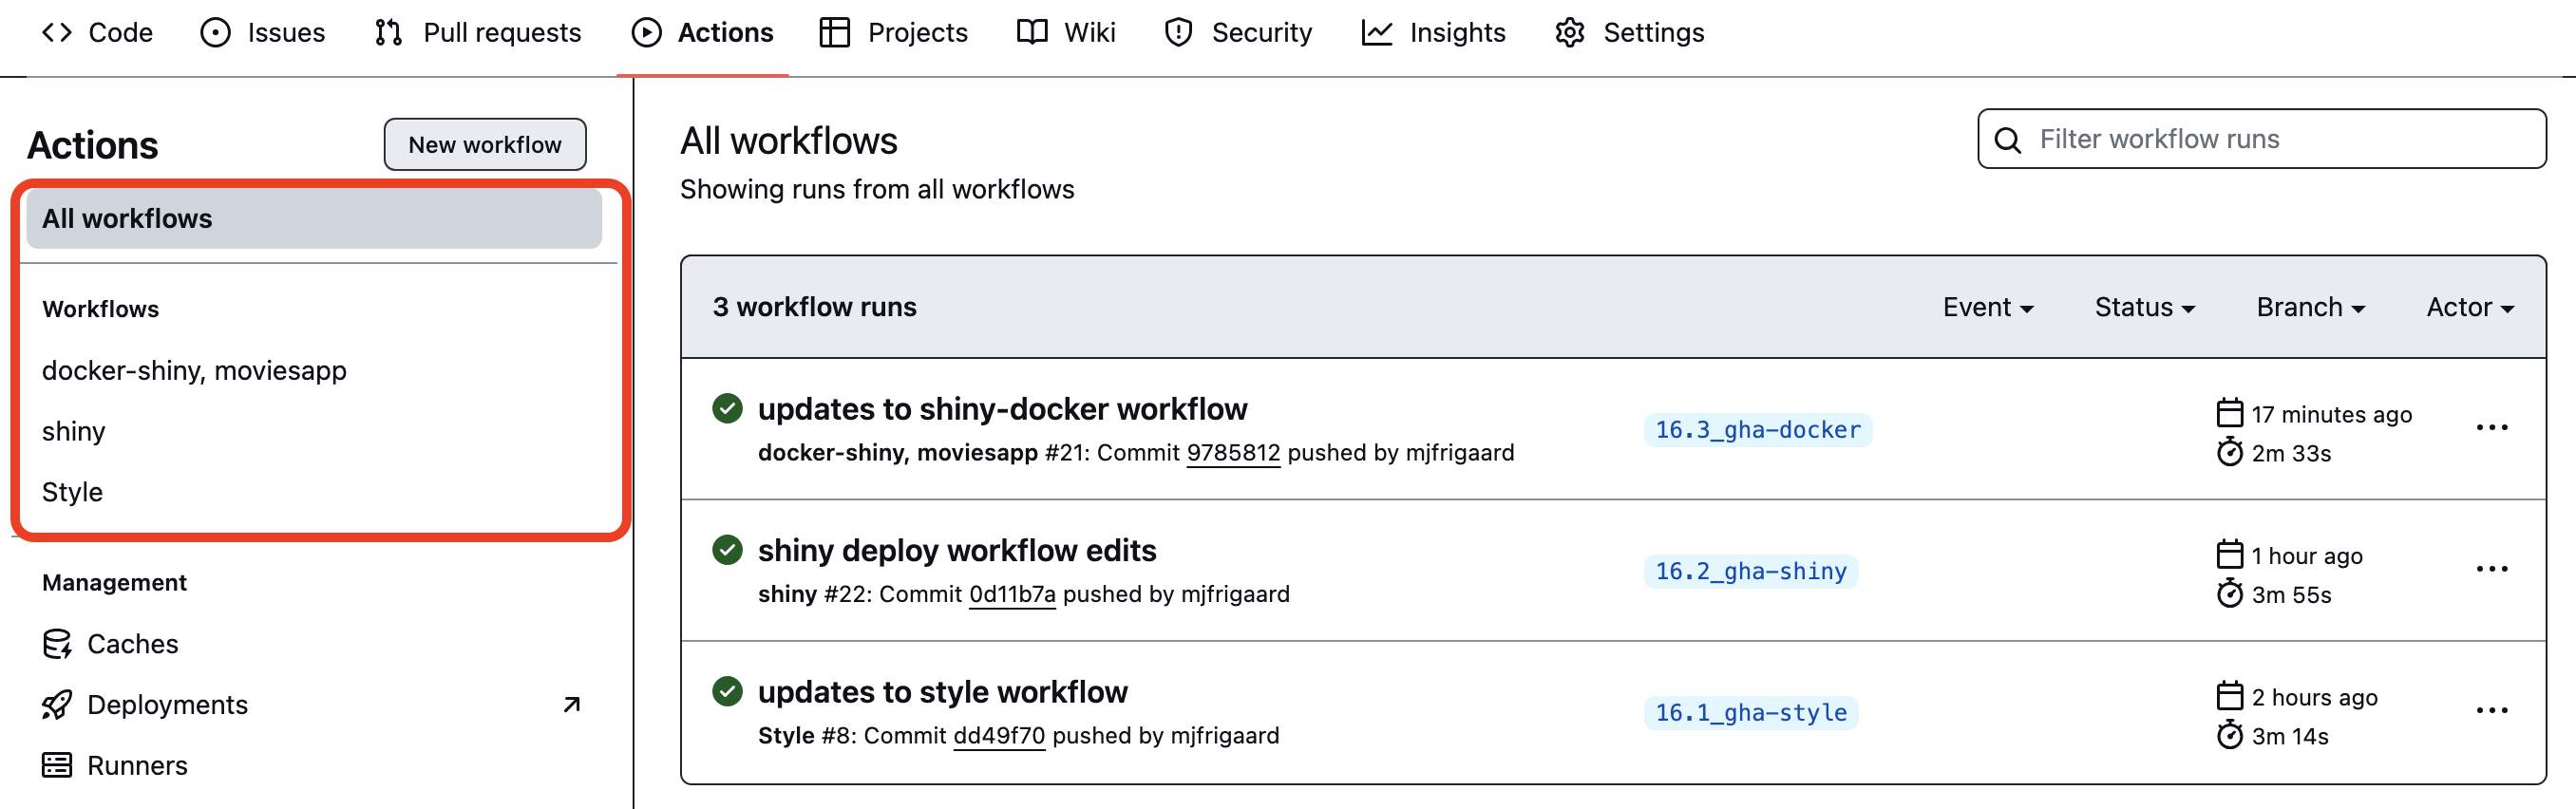 Code Issues Pull requests Actions Projects Wiki Security Insights Settings
Actions New workflow
All workflows
Workflows
docker-shiny, moviesapp
shiny
Style
Management
Caches
Deployments
Runners
All workflows
Showing runs from all workflows
Filter workflow runs
3 workflow runs Event Status Branch Actor
updates to shiny-docker workflow
docker-shiny, moviesapp #21: Commit 9785812 pushed by mjfrigaard
16.3_gha-docker
17 minutes ago
2m 33s
shiny deploy workflow edits
shiny #22: Commit 0d11b7a pushed by mjfrigaard
16.2_gha-shiny
1 hour ago
3m 55s
updates to style workflow
Style #8: Commit dd49f70 pushed by mjfrigaard
16.1_gha-style
2 hours ago
3m 14s